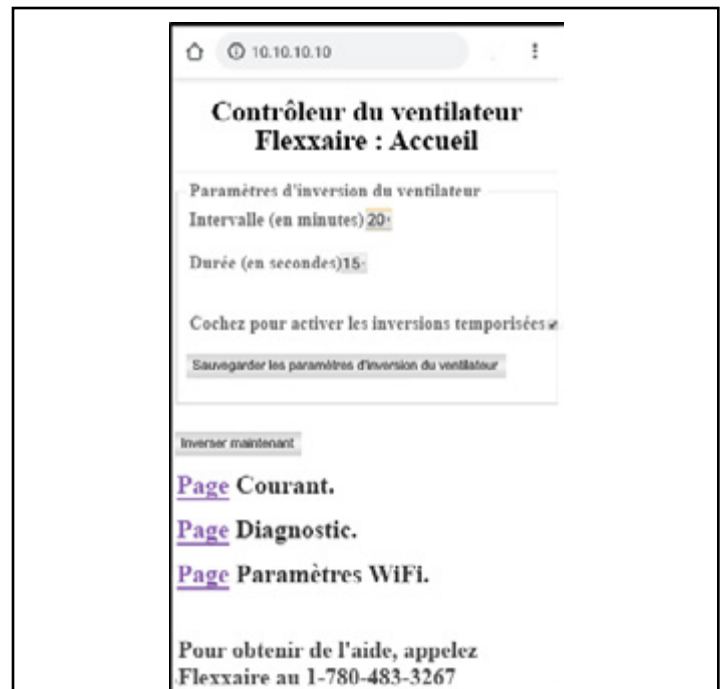 10.10.10.10
Contrôleur du ventilateur
Flexxaire : Accueil
Paramètres d'inversion du ventilateur
Intervalle (en minutes) 20
Durée (en secondes) 15
Cochez pour activer les inversions temporisées
Sauvegarder les paramètres d'inversion du ventilateur
Inverser maintenant
Page Courant.
Page Diagnostic.
Page Paramètres WiFi.
Pour obtenir de l'aide, appelez
Flexxaire au 1-780-483-3267